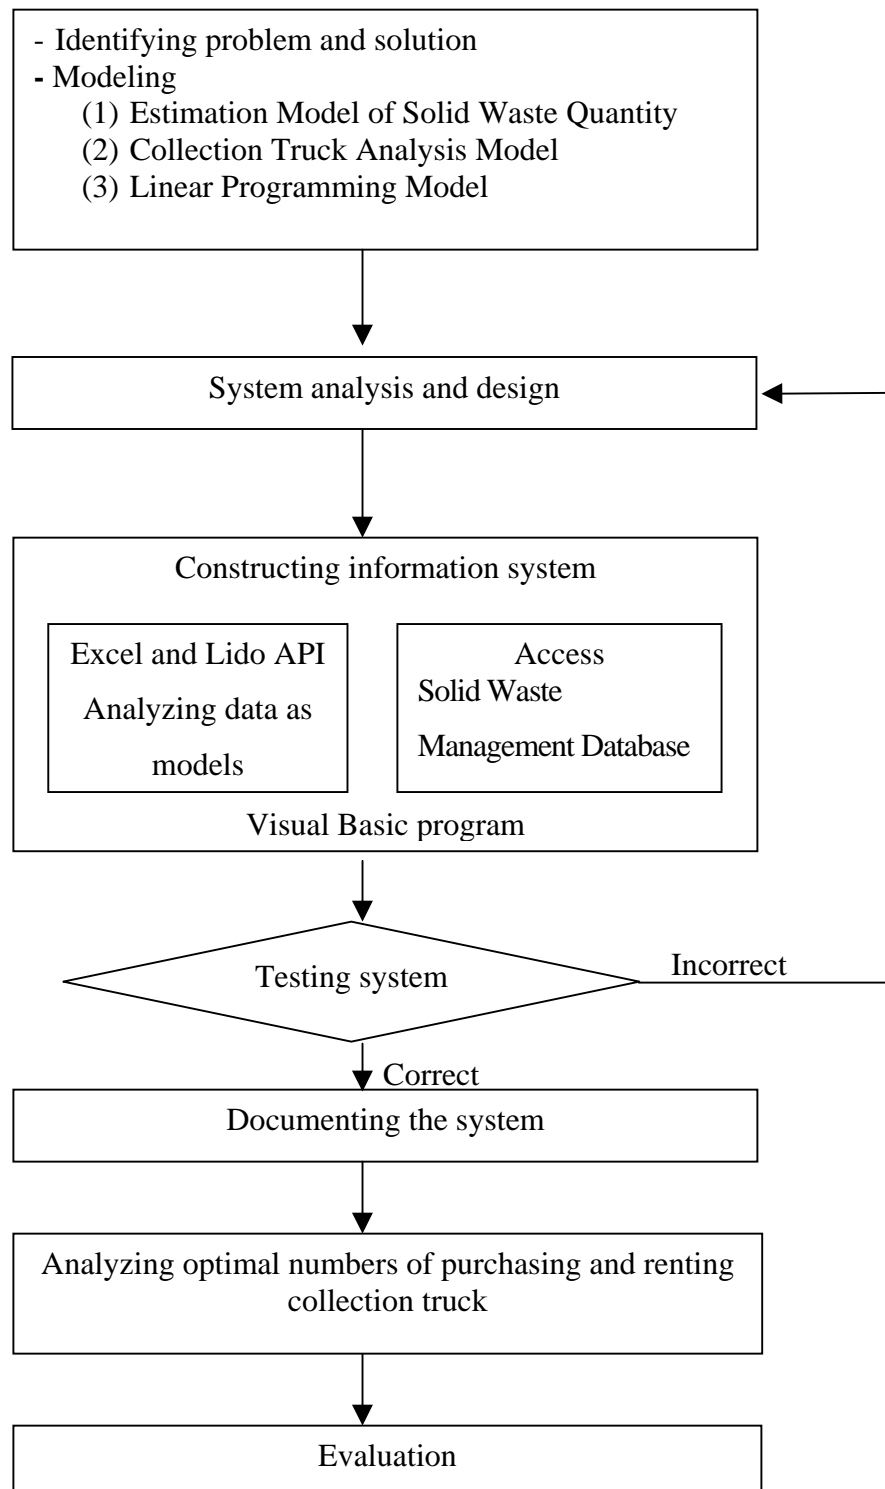 - Identifying problem and solution
- Modeling
(1) Estimation Model of Solid Waste Quantity
(2) Collection Truck Analysis Model
(3) Linear Programming Model
System analysis and design
Constructing information system
Excel and Lido API
Analyzing data as
models
Access
Solid Waste
Management Database
Visual Basic program
Testing system
Incorrect
Correct
Documenting the system
Analyzing optimal numbers of purchasing and renting
collection truck
Evaluation